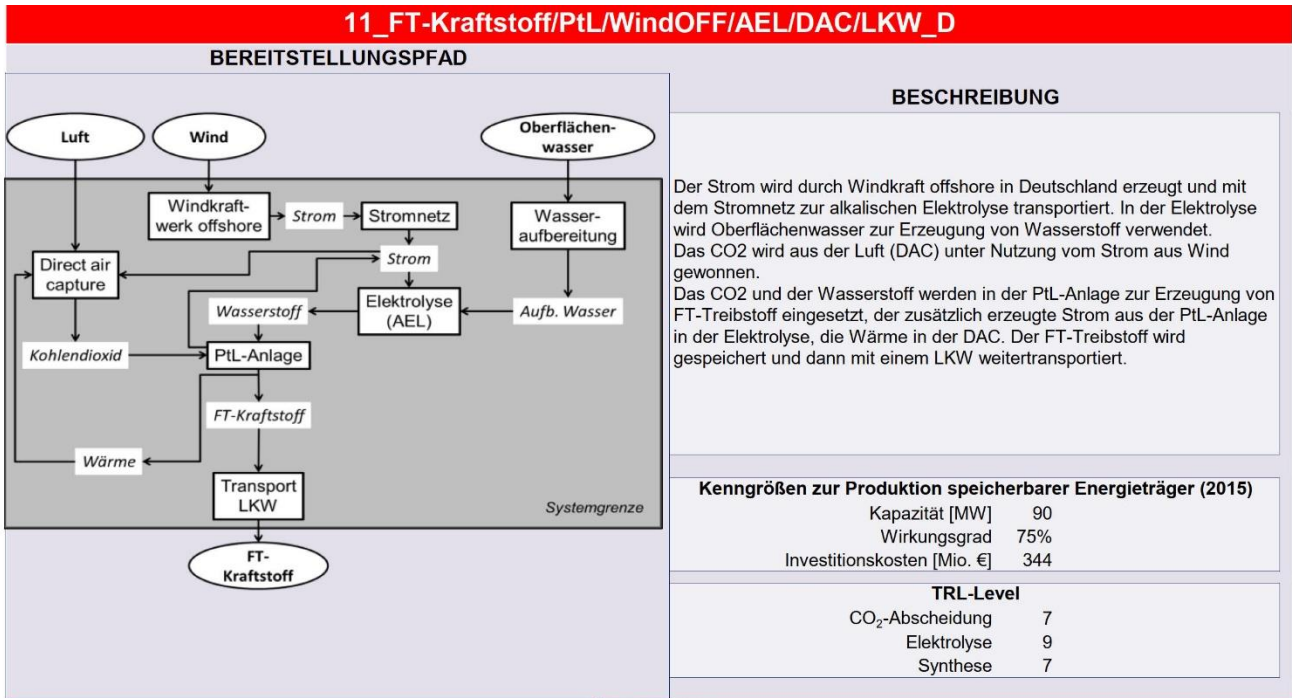 11_FT-Kraftstoff/PtL/WindOFF/AEL/DAC/LKW_D
BEREITSTELLUNGSPFAD
Luft
Wind
Oberflächen-
wasser
Windkraft-
werk offshore
Strom
Stromnetz
Wasser-
aufbereitung
Direct air
capture
Strom
Wasserstoff
Elektrolyse
(AEL)
Aufb. Wasser
Kohlendioxid
PtL-Anlage
FT-Kraftstoff
Wärme
Transport
LKW
Systemgrenze
FT-
Kraftstoff
BESCHREIBUNG
Der Strom wird durch Windkraft offshore in Deutschland erzeugt und mit
dem Stromnetz zur alkalischen Elektrolyse transportiert. In der Elektrolyse
wird Oberflächenwasser zur Erzeugung von Wasserstoff verwendet.
Das CO2 wird aus der Luft (DAC) unter Nutzung vom Strom aus Wind
gewonnen.
Das CO2 und der Wasserstoff werden in der PtL-Anlage zur Erzeugung von
FT-Treibstoff eingesetzt, der zusätzlich erzeugte Strom aus der PtL-Anlage
in der Elektrolyse, die Wärme in der DAC. Der FT-Treibstoff wird
gespeichert und dann mit einem LKW weitertransportiert.
Kenngrößen zur Produktion speicherbarer Energieträger (2015)
Kapazität [MW] 90
Wirkungsgrad 75%
Investitionskosten [Mio. €] 344
TRL-Level
CO₂-Abscheidung 7
Elektrolyse 9
Synthese 7